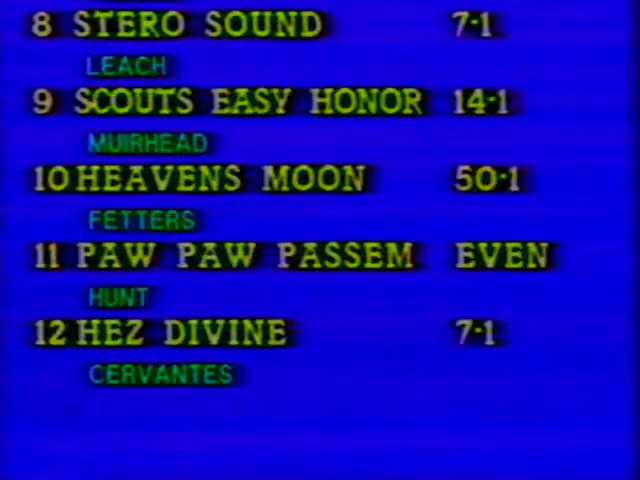 8 STERO SOUND 7-1
LEACH
9 SCOUTS EASY HONOR 14-1
MUIRHEAD
10 HEAVENS MOON 50-1
FETTERS
11 PAW PAW PASSEM EVEN
HUNT
12 HEZ DIVINE 7-1
CERVANTES